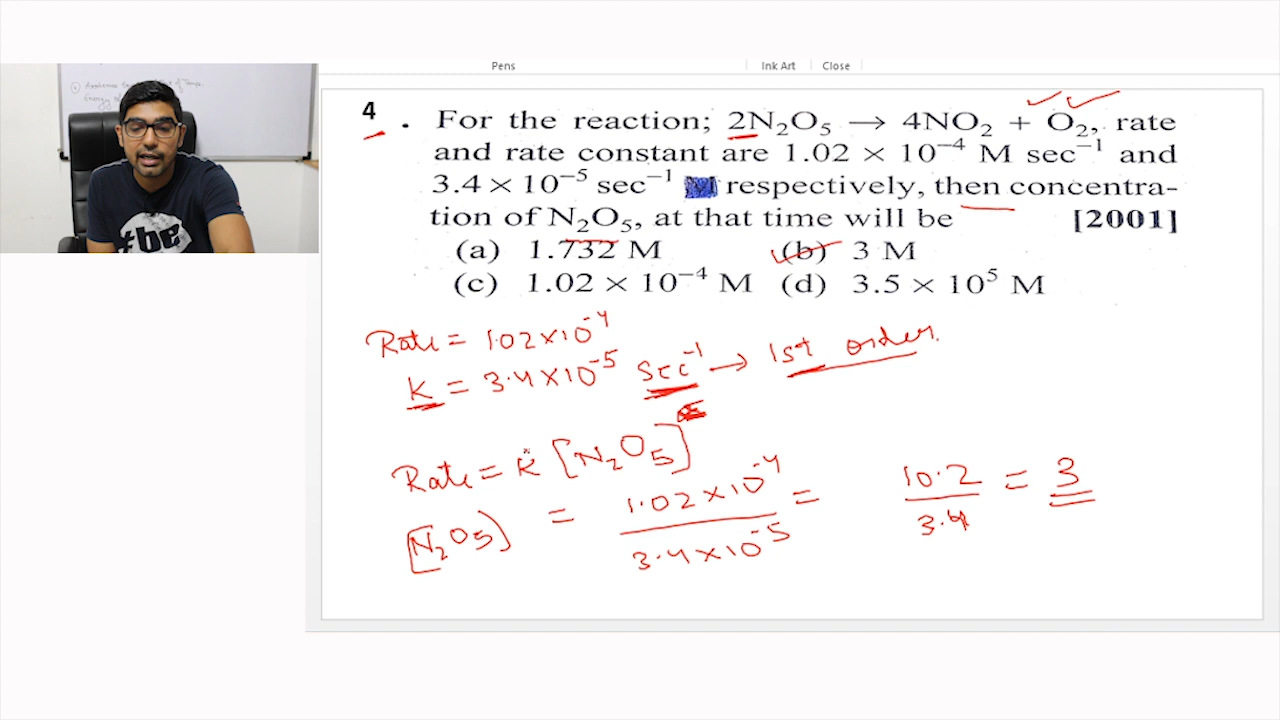 Pens Ink Art Close
4 . For the reaction; 2N₂O₅ → 4NO₂ + O₂, rate
and rate constant are 1.02 × 10⁻⁴ M sec⁻¹ and
3.4 × 10⁻⁵ sec⁻¹ respectively, then concentra-
tion of N₂O₅, at that time will be [2001]
(a) 1.732 M (b) 3 M
(c) 1.02 × 10⁻⁴ M (d) 3.5 × 10⁵ M
Rate = 1.02×10⁻⁴
K = 3.4×10⁻⁵ Sec⁻¹ → 1st order.
Rate = K [N₂O₅]
[N₂O₅] = 1.02×10⁻⁴ / 3.4×10⁻⁵ = 10.2 / 3.4 = 3
#be